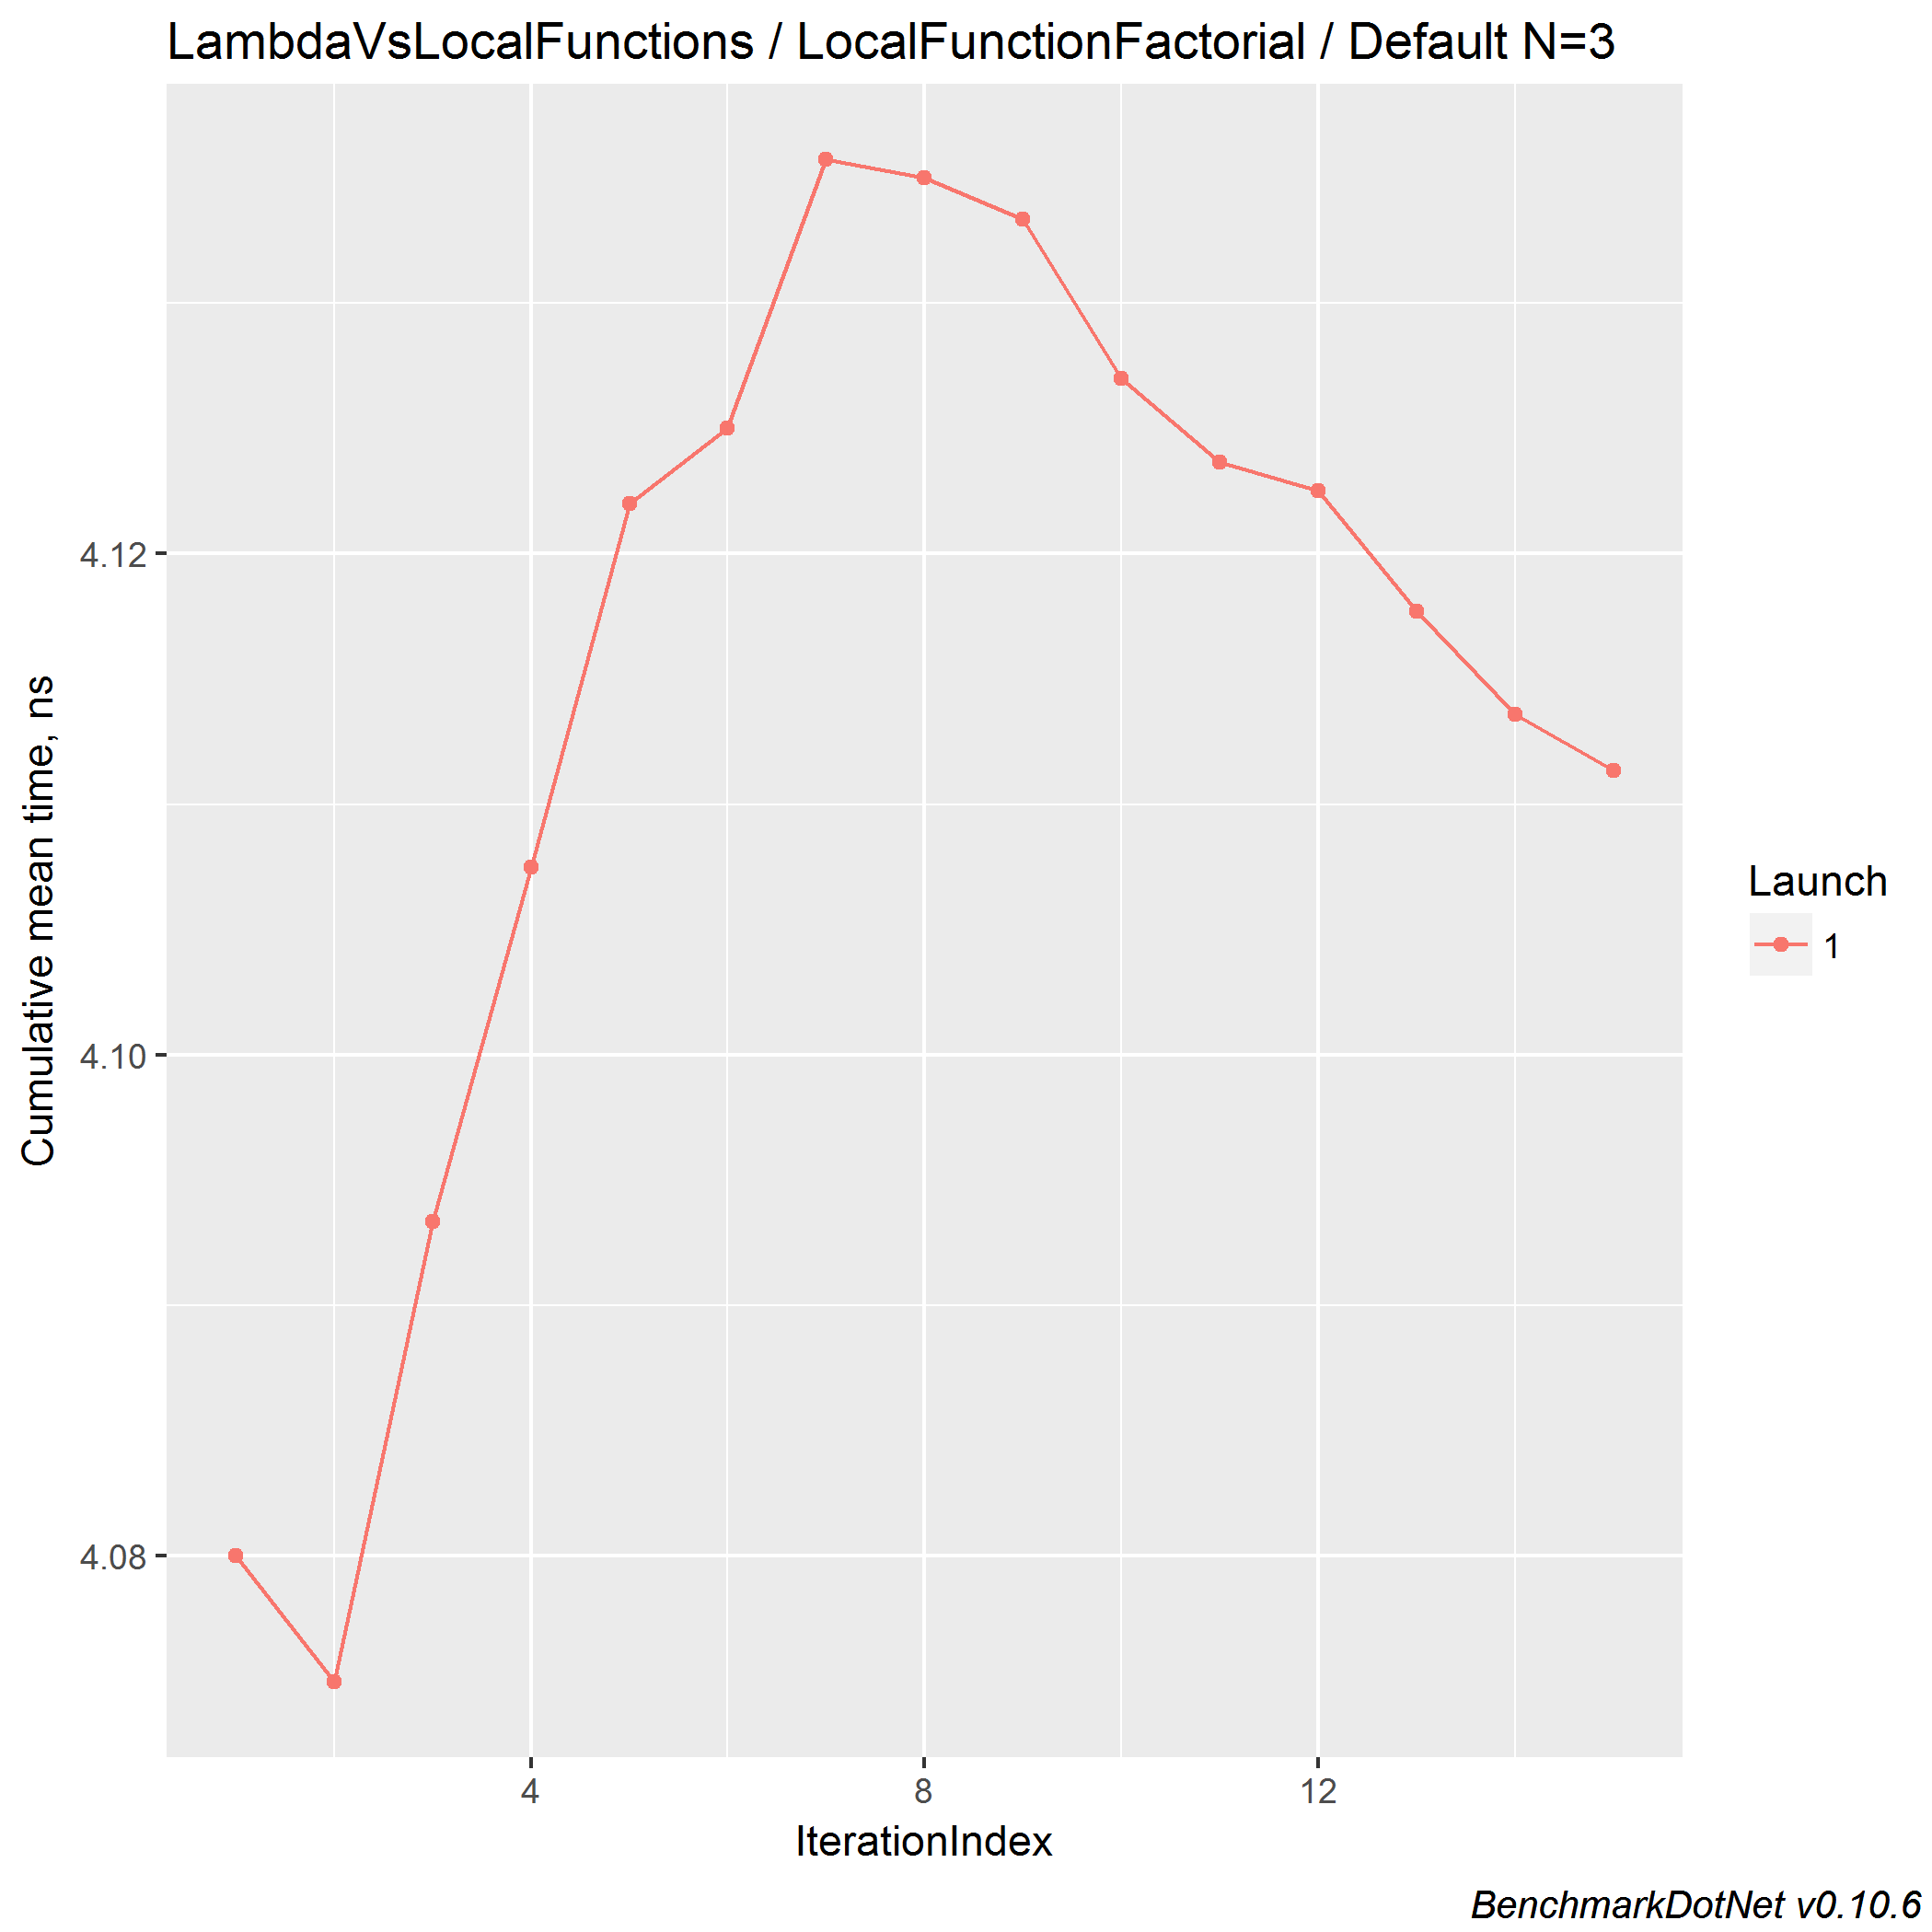 LambdaVsLocalFunctions / LocalFunctionFactorial / Default N=3
Cumulative mean time, ns
4.12
4.10
4.08
4 8 12
IterationIndex
Launch
1
BenchmarkDotNet v0.10.6